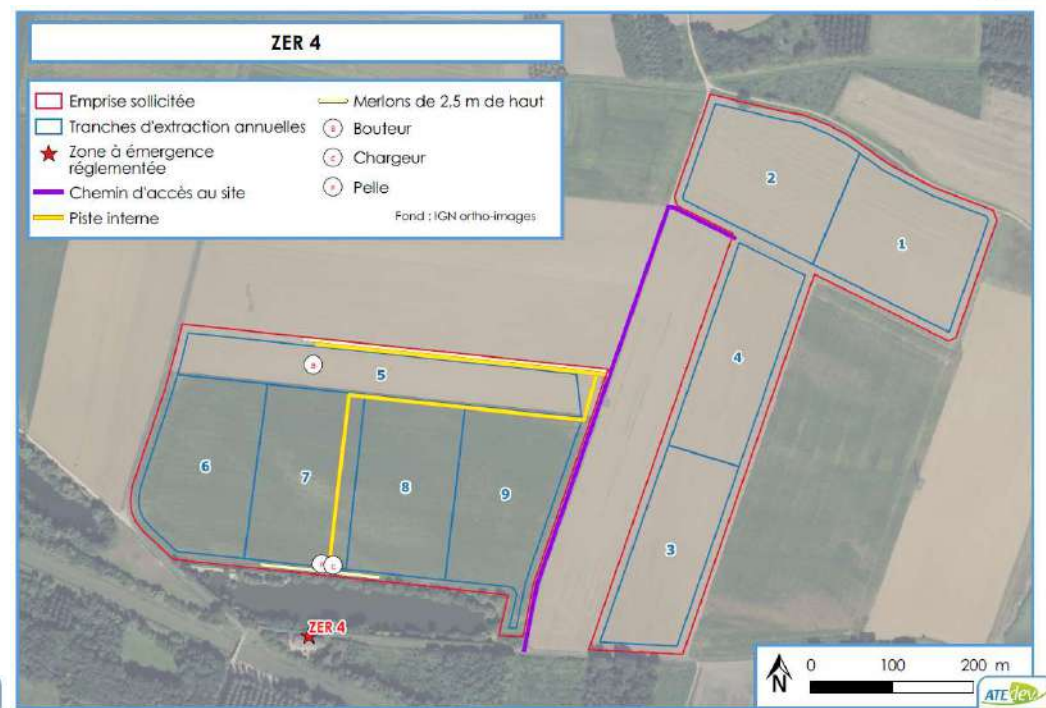 ZER 4
Emprise sollicitée
Tranches d'extraction annuelles
Zone à émergence
réglementée
Chemin d'accès au site
Piste interne
Merlons de 2,5 m de haut
B Bouteur
C Chargeur
P Pelle
Fond : IGN ortho-images
2
1
4
B
5
6
7
8
9
3
C
ZER 4
N
0 100 200 m
ATEdev